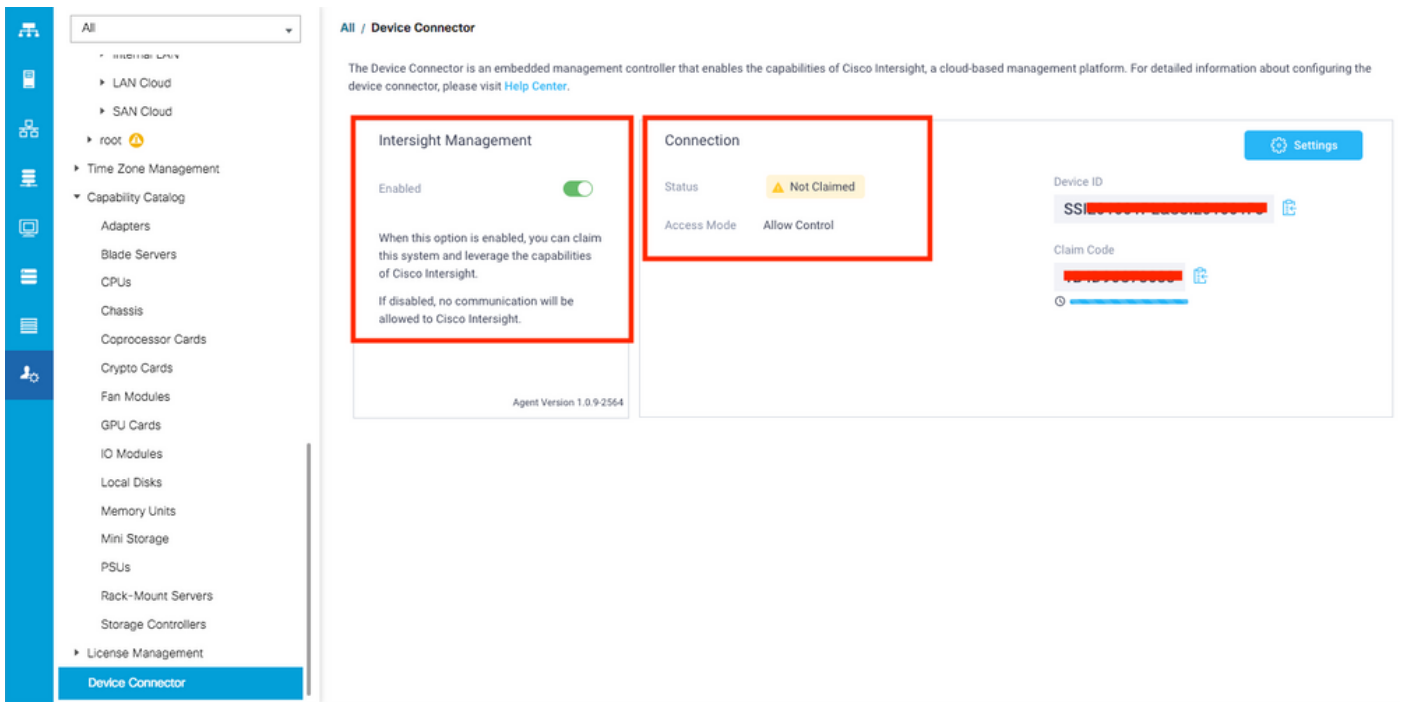 All
Internal LAN
LAN Cloud
SAN Cloud
root
Time Zone Management
Capability Catalog
Adapters
Blade Servers
CPUs
Chassis
Coprocessor Cards
Crypto Cards
Fan Modules
GPU Cards
IO Modules
Local Disks
Memory Units
Mini Storage
PSUs
Rack-Mount Servers
Storage Controllers
License Management
Device Connector
All / Device Connector
The Device Connector is an embedded management controller that enables the capabilities of Cisco Intersight, a cloud-based management platform. For detailed information about configuring the
device connector, please visit Help Center.
Intersight Management
Enabled
When this option is enabled, you can claim
this system and leverage the capabilities
of Cisco Intersight.
If disabled, no communication will be
allowed to Cisco Intersight.
Agent Version 1.0.9-2564
Connection
Status Not Claimed
Access Mode Allow Control
Settings
Device ID
Claim Code